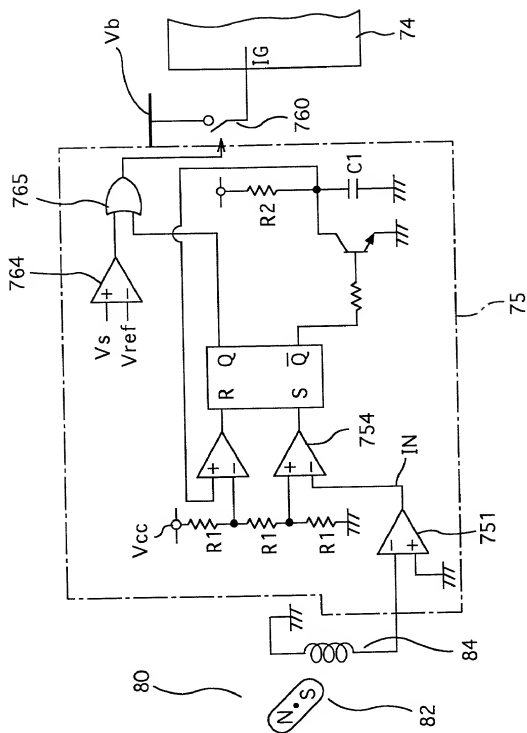 Vb
74
IG
760
765
764
+
−
Vs
Vref
R2
C1
R
Q
S
Q̅
75
+
−
+
−
754
IN
Vcc
R1
R1
R1
−
+
751
84
80
N•S
82